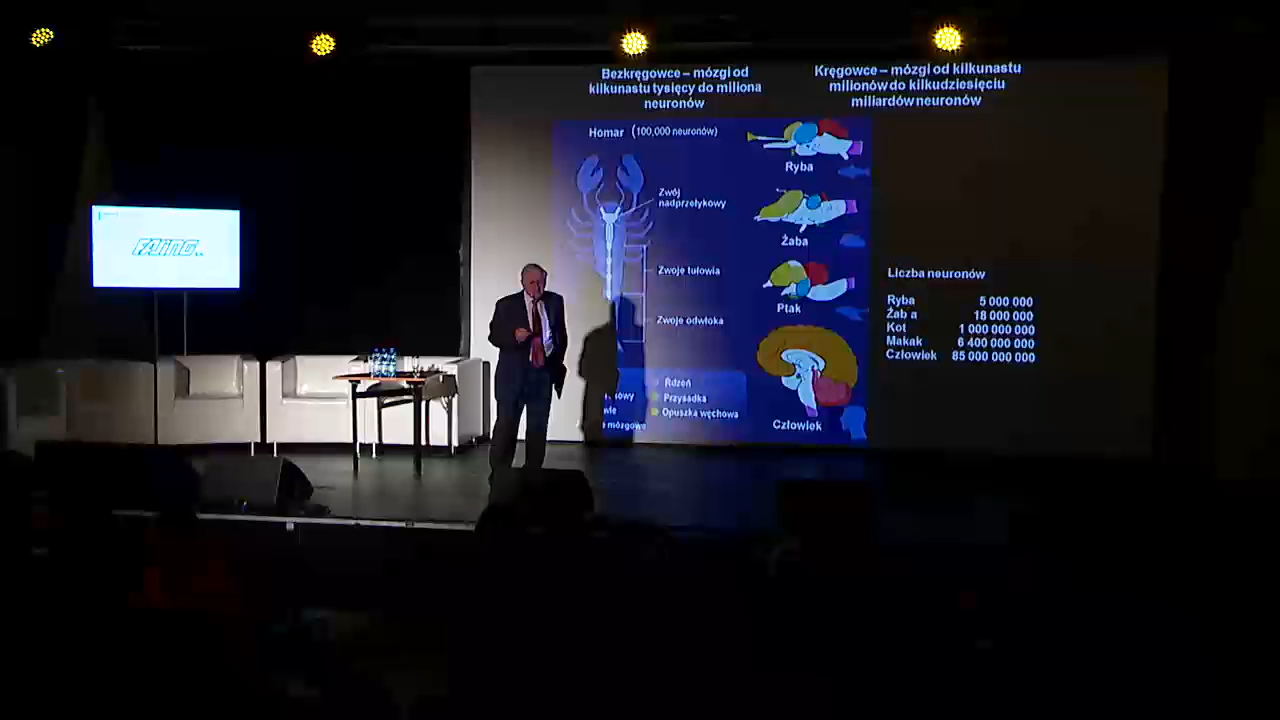 Bezkręgowce – mózgi od
kilkunastu tysięcy do miliona
neuronów
Kręgowce – mózgi od kilkunastu
milionów do kilkudziesięciu
miliardów neuronów
Homar (100,000 neuronów)
Zwój
nadprzełykowy
Zwoje tułowia
Zwoje odwłoka
Rdzeń
Przysadka
Opuszka węchowa
mózgowe
Ryba
Żaba
Ptak
Człowiek
Liczba neuronów
Ryba 5 000 000
Żab a 18 000 000
Kot 1 000 000 000
Makak 6 400 000 000
Człowiek 85 000 000 000